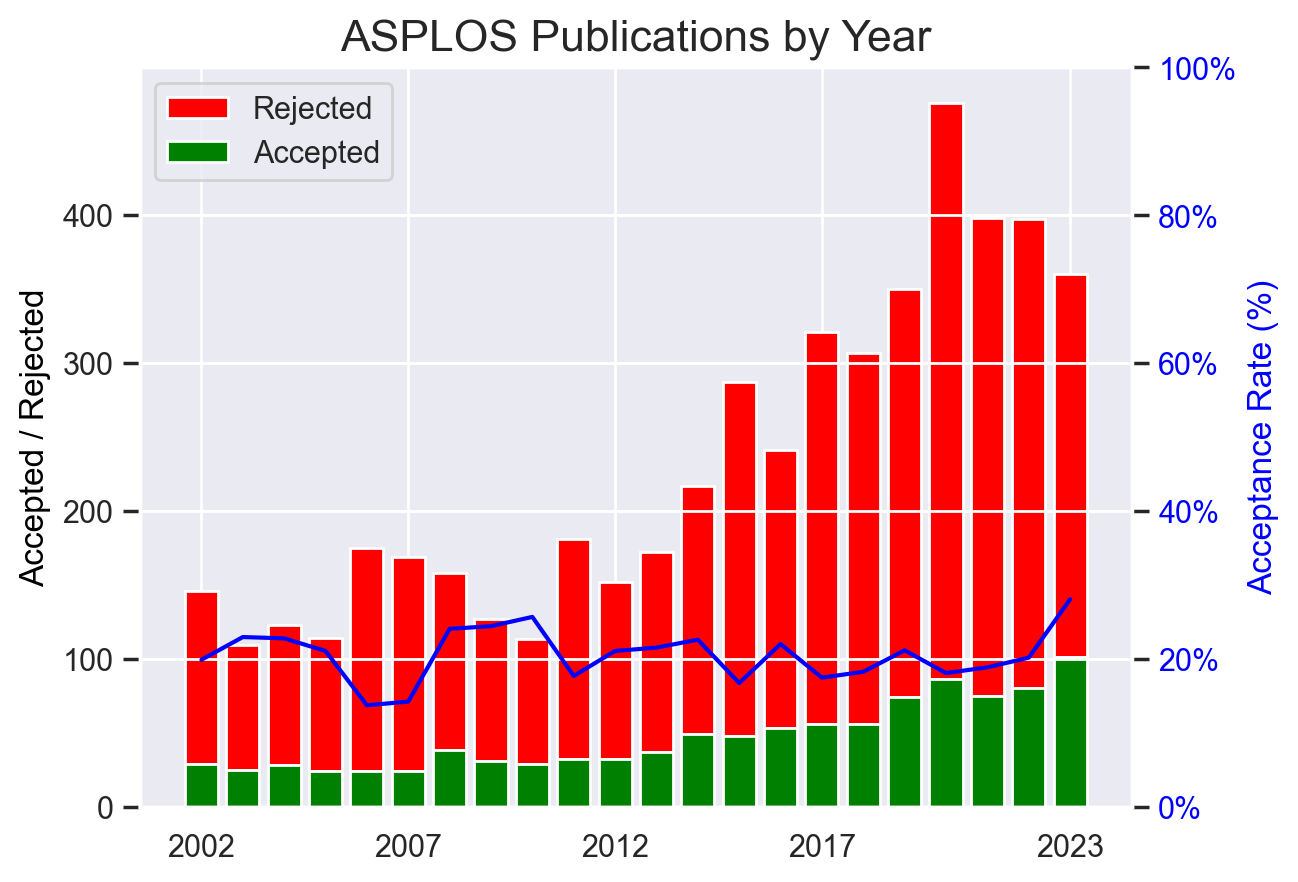 ASPLOS Publications by Year
Rejected
Accepted
Accepted / Rejected
400
300
200
100
0
100%
80%
60%
40%
20%
0%
Acceptance Rate (%)
2002 2007 2012 2017 2023